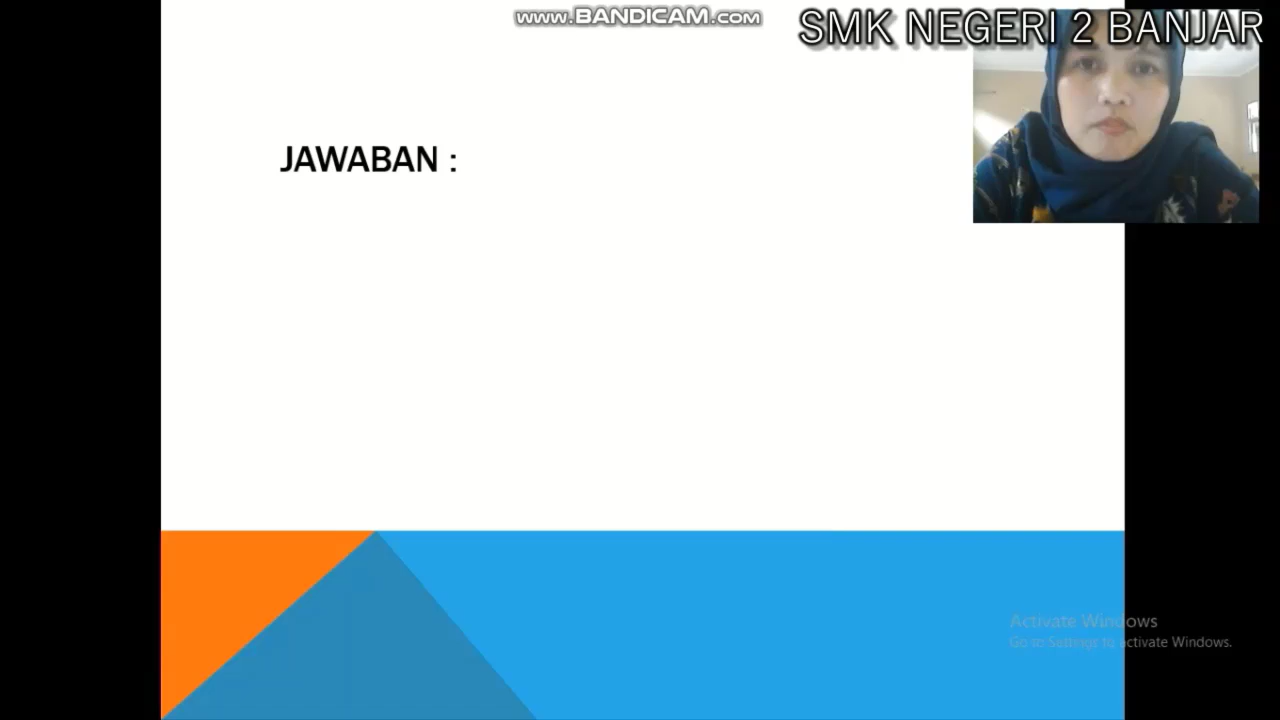 www.BANDICAM.com
SMK NEGERI 2 BANJAR
JAWABAN :
Activate Windows
Go to Settings to activate Windows.